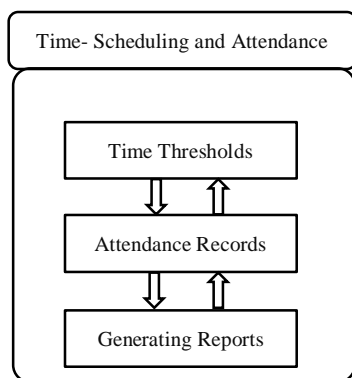 Time- Scheduling and Attendance
Time Thresholds
Attendance Records
Generating Reports